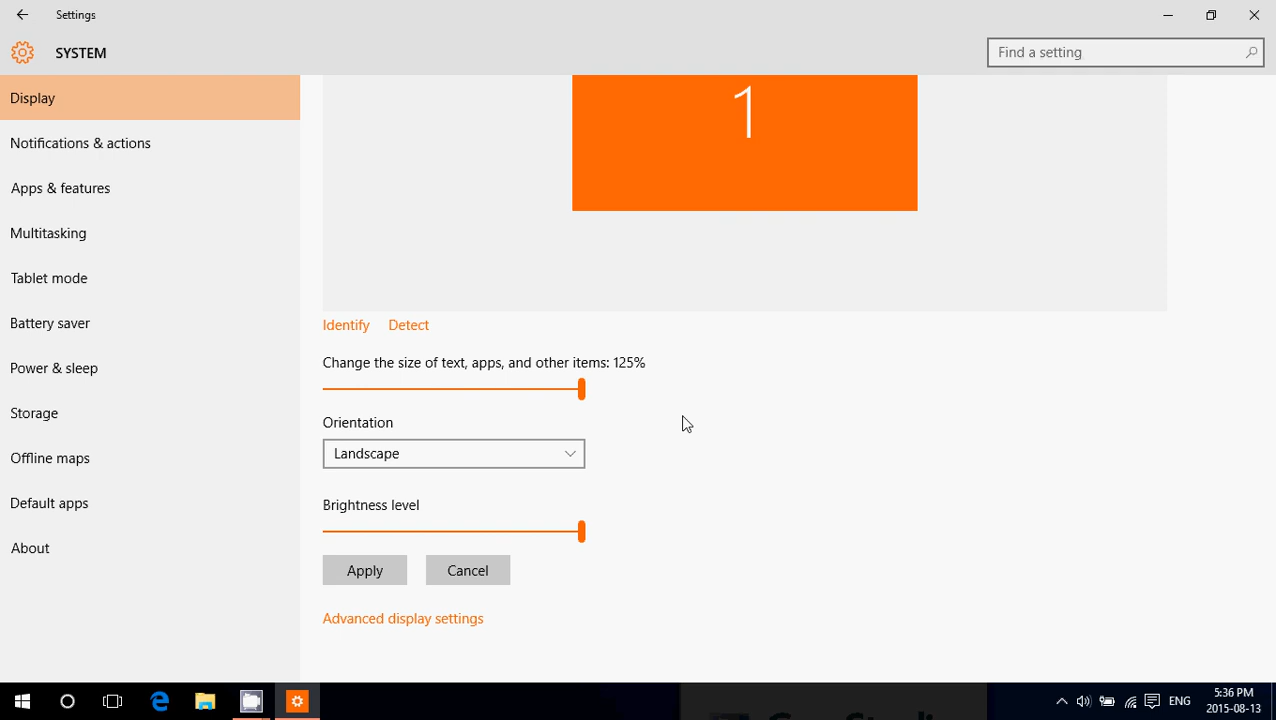 Settings
SYSTEM
Find a setting
Display
Notifications & actions
Apps & features
Multitasking
Tablet mode
Battery saver
Power & sleep
Storage
Offline maps
Default apps
About
1
Identify Detect
Change the size of text, apps, and other items: 125%
Orientation
Landscape
Brightness level
Apply Cancel
Advanced display settings
ENG
5:36 PM
2015-08-13